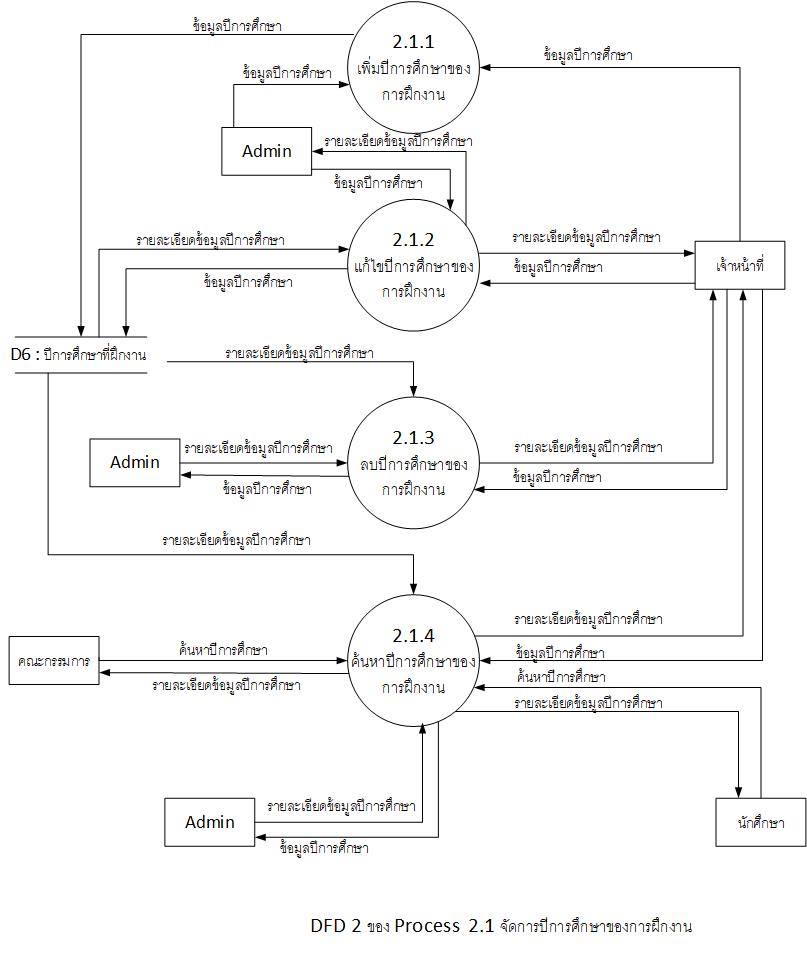 ข้อมูลปีการศึกษา
2.1.1
เพิ่มปีการศึกษาของ
การฝึกงาน
ข้อมูลปีการศึกษา
ข้อมูลปีการศึกษา
Admin
รายละเอียดข้อมูลปีการศึกษา
ข้อมูลปีการศึกษา
2.1.2
แก้ไขปีการศึกษาของ
การฝึกงาน
รายละเอียดข้อมูลปีการศึกษา
ข้อมูลปีการศึกษา
รายละเอียดข้อมูลปีการศึกษา
ข้อมูลปีการศึกษา
เจ้าหน้าที่
D6 : ปีการศึกษาที่ฝึกงาน
รายละเอียดข้อมูลปีการศึกษา
2.1.3
ลบปีการศึกษาของ
การฝึกงาน
Admin
รายละเอียดข้อมูลปีการศึกษา
ข้อมูลปีการศึกษา
รายละเอียดข้อมูลปีการศึกษา
ข้อมูลปีการศึกษา
รายละเอียดข้อมูลปีการศึกษา
2.1.4
ค้นหาปีการศึกษาของ
การฝึกงาน
คณะกรรมการ
ค้นหาปีการศึกษา
รายละเอียดข้อมูลปีการศึกษา
รายละเอียดข้อมูลปีการศึกษา
ข้อมูลปีการศึกษา
ค้นหาปีการศึกษา
รายละเอียดข้อมูลปีการศึกษา
Admin
รายละเอียดข้อมูลปีการศึกษา
ข้อมูลปีการศึกษา
นักศึกษา
DFD 2 ของ Process 2.1 จัดการปีการศึกษาของการฝึกงาน